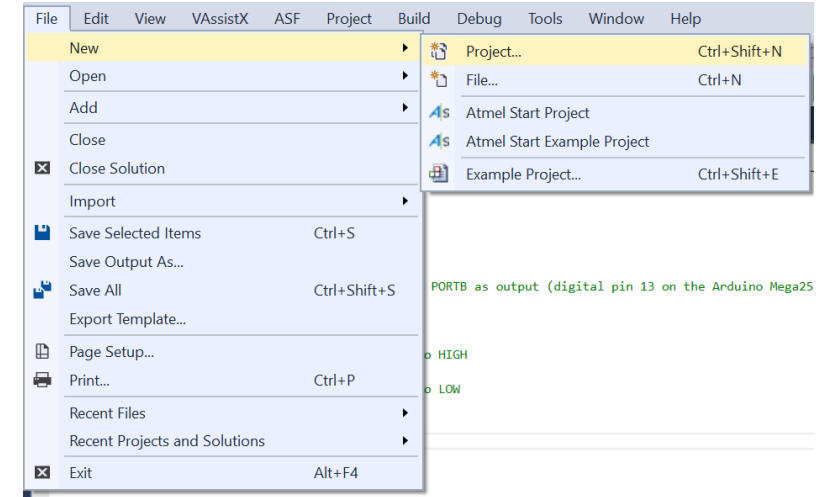 File Edit View VAssistX ASF Project Build Debug Tools Window Help
New
Open
Add
Close
Close Solution
Import
Save Selected Items Ctrl+S
Save Output As...
Save All Ctrl+Shift+S
Export Template...
Page Setup...
Print... Ctrl+P
Recent Files
Recent Projects and Solutions
Exit Alt+F4
Project... Ctrl+Shift+N
File... Ctrl+N
Atmel Start Project
Atmel Start Example Project
Example Project... Ctrl+Shift+E
PORTB as output (digital pin 13 on the Arduino Mega25
o HIGH
o LOW